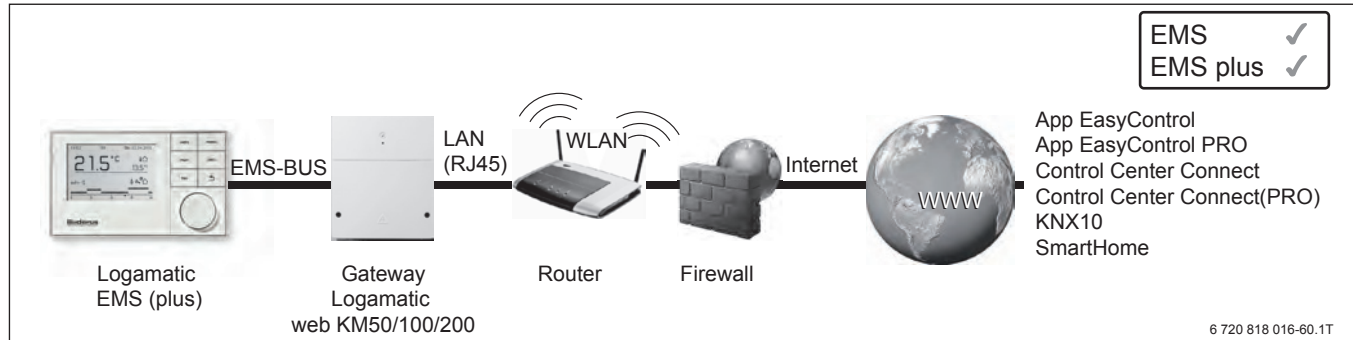 EMS ✓
EMS plus ✓
App EasyControl
App EasyControl PRO
Control Center Connect
Control Center Connect(PRO)
KNX10
SmartHome
EMS-BUS
LAN
(RJ45)
WLAN
Internet
WWW
21.5°C
Buderus
Logamatic
EMS (plus)
Gateway
Logamatic
web KM50/100/200
Router
Firewall
6 720 818 016-60.1T